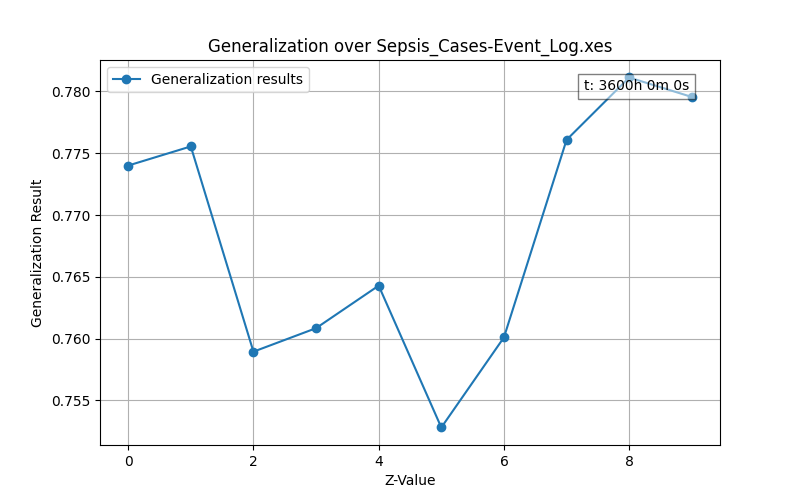 Generalization over Sepsis_Cases-Event_Log.xes
Generalization results
t: 3600h 0m 0s
Generalization Result
0.780
0.775
0.770
0.765
0.760
0.755
0 2 4 6 8
Z-Value